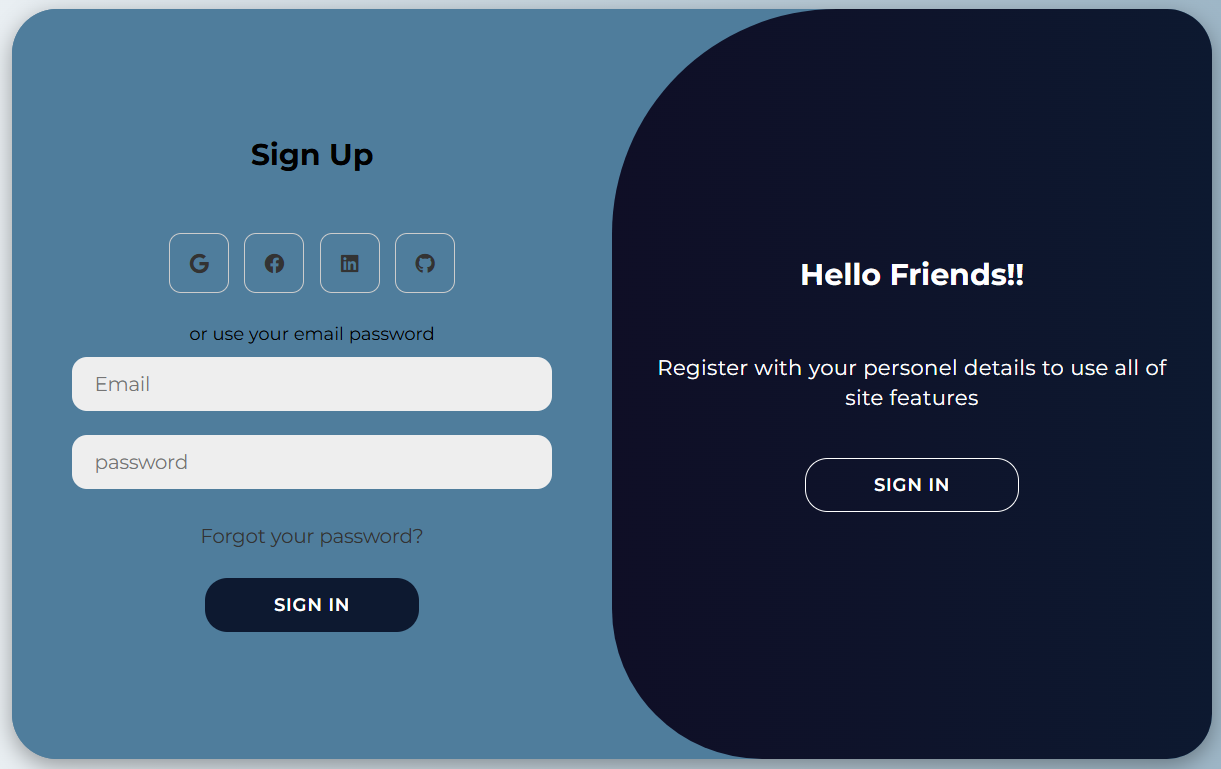 Sign Up
or use your email password
Email
password
Forgot your password?
SIGN IN
Hello Friends!!
Register with your personel details to use all of
site features
SIGN IN